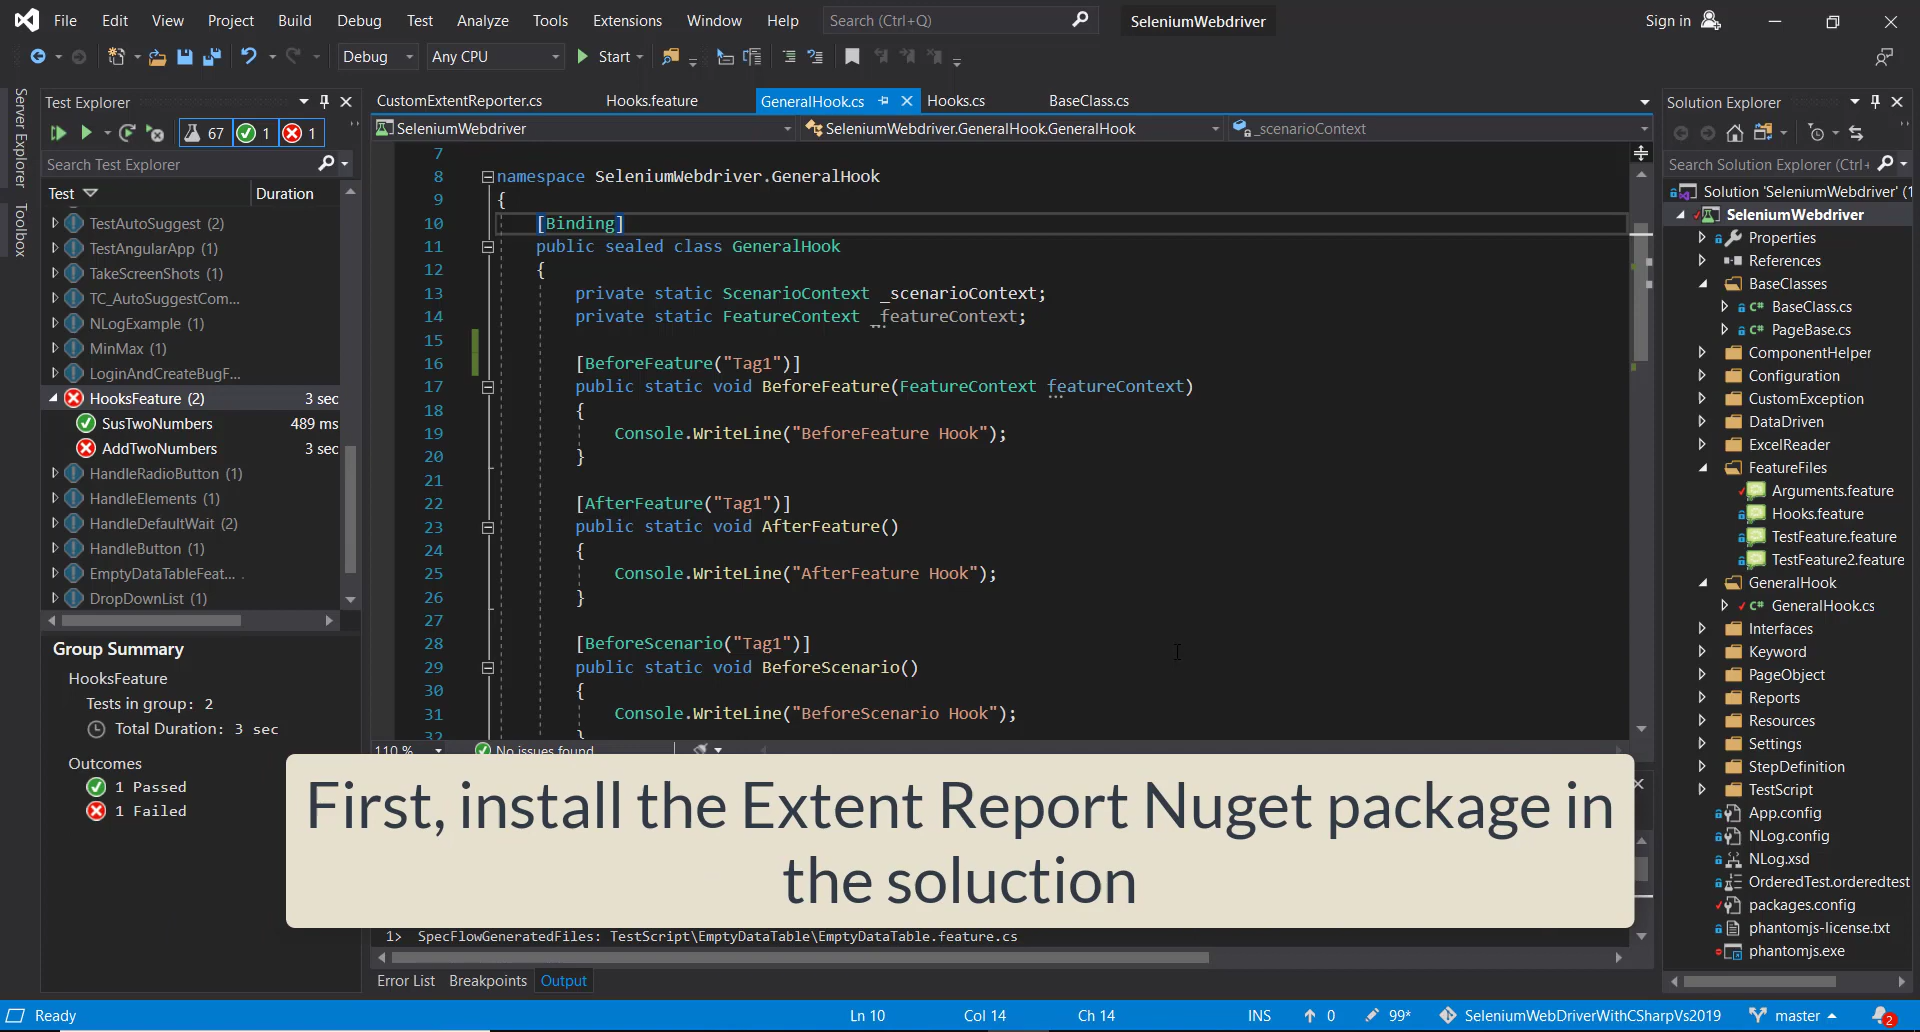 File Edit View Project Build Debug Test Analyze Tools Extensions Window Help Search (Ctrl+Q) SeleniumWebdriver Sign in
Debug Any CPU Start
Server Explorer
Toolbox
Test Explorer
67 1 1
Search Test Explorer
Test Duration
TestAutoSuggest (2)
TestAngularApp (1)
TakeScreenShots (1)
TC_AutoSuggestCom...
NLogExample (1)
MinMax (1)
LoginAndCreateBugF...
HooksFeature (2) 3 sec
SusTwoNumbers 489 ms
AddTwoNumbers 3 sec
HandleRadioButton (1)
HandleElements (1)
HandleDefaultWait (2)
HandleButton (1)
EmptyDataTableFeat...
DropDownList (1)
Group Summary
HooksFeature
Tests in group: 2
Total Duration: 3 sec
Outcomes
1 Passed
1 Failed
CustomExtentReporter.cs Hooks.feature GeneralHook.cs Hooks.cs BaseClass.cs
SeleniumWebdriver SeleniumWebdriver.GeneralHook.GeneralHook _scenarioContext
7
8 namespace SeleniumWebdriver.GeneralHook
9 {
10 [Binding]
11 public sealed class GeneralHook
12 {
13 private static ScenarioContext _scenarioContext;
14 private static FeatureContext _featureContext;
15
16 [BeforeFeature("Tag1")]
17 public static void BeforeFeature(FeatureContext featureContext)
18 {
19 Console.WriteLine("BeforeFeature Hook");
20 }
21
22 [AfterFeature("Tag1")]
23 public static void AfterFeature()
24 {
25 Console.WriteLine("AfterFeature Hook");
26 }
27
28 [BeforeScenario("Tag1")]
29 public static void BeforeScenario()
30 {
31 Console.WriteLine("BeforeScenario Hook");
32 }
110 % No issues found
First, install the Extent Report Nuget package in
the soluction
1> SpecFlowGeneratedFiles: TestScript\EmptyDataTable\EmptyDataTable.feature.cs
Error List Breakpoints Output
Solution Explorer
Search Solution Explorer (Ctrl+
Solution 'SeleniumWebdriver' (1
SeleniumWebdriver
Properties
References
BaseClasses
C# BaseClass.cs
C# PageBase.cs
ComponentHelper
Configuration
CustomException
DataDriven
ExcelReader
FeatureFiles
Arguments.feature
Hooks.feature
TestFeature.feature
TestFeature2.feature
GeneralHook
C# GeneralHook.cs
Interfaces
Keyword
PageObject
Reports
Resources
Settings
StepDefinition
TestScript
App.config
NLog.config
NLog.xsd
OrderedTest.orderedtest
packages.config
phantomjs-license.txt
phantomjs.exe
Ready Ln 10 Col 14 Ch 14 INS 0 99* SeleniumWebDriverWithCSharpVs2019 master 2